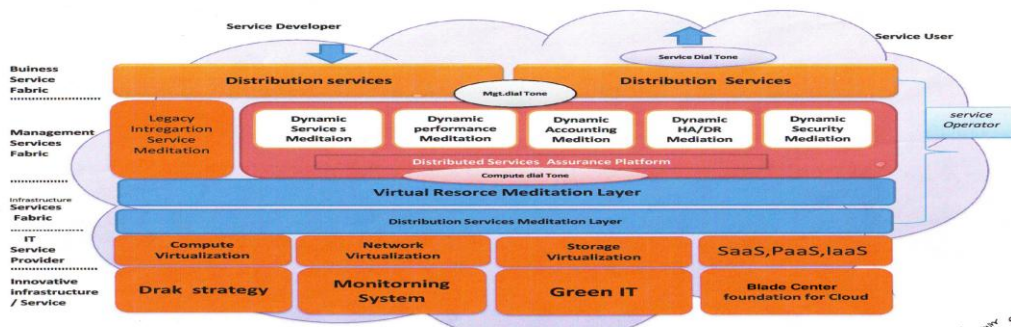 Service Developer
Service User
Service Dial Tone
Buiness
Service
Fabric
Distribution services
Distribution Services
Mgt.dial Tone
Management
Services
Fabric
Legacy
Intregartion
Service
Meditation
Dynamic
Service s
Meditaion
Dynamic
performance
Meditation
Dynamic
Accounting
Medition
Dynamic
HA/DR
Mediation
Dynamic
Security
Mediation
service
Operator
Distributed Services Assurance Platform
Compute dial Tone
Infrastructure
Services
Fabric
Virtual Resorce Meditation Layer
Distribution Services Meditation Layer
IT
Service
Provider
Compute
Virtualization
Network
Virtualization
Storage
Virtualization
SaaS,PaaS,IaaS
Innovative
infrastructure
/ Service
Drak strategy
Monitorning
System
Green IT
Blade Center
foundation for Cloud